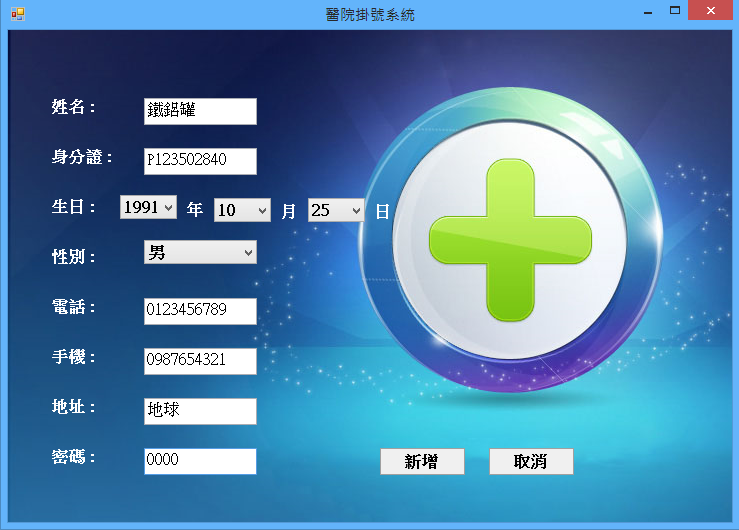 醫院掛號系統
姓名： 鐵鋁罐
身分證： P123502840
生日： 1991 年 10 月 25 日
性別： 男
電話： 0123456789
手機： 0987654321
地址： 地球
密碼： 0000
新增 取消